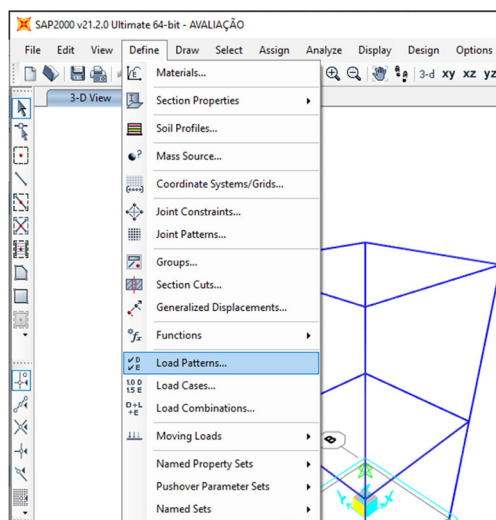 SAP2000 v21.2.0 Ultimate 64-bit - AVALIAÇÃO
File Edit View Define Draw Select Assign Analyze Display Design Options
3-d xy xz yz
3-D View
Materials...
Section Properties
Soil Profiles...
Mass Source...
Coordinate Systems/Grids...
Joint Constraints...
Joint Patterns...
Groups...
Section Cuts...
Generalized Displacements...
Functions
Load Patterns...
Load Cases...
Load Combinations...
Moving Loads
Named Property Sets
Pushover Parameter Sets
Named Sets
B